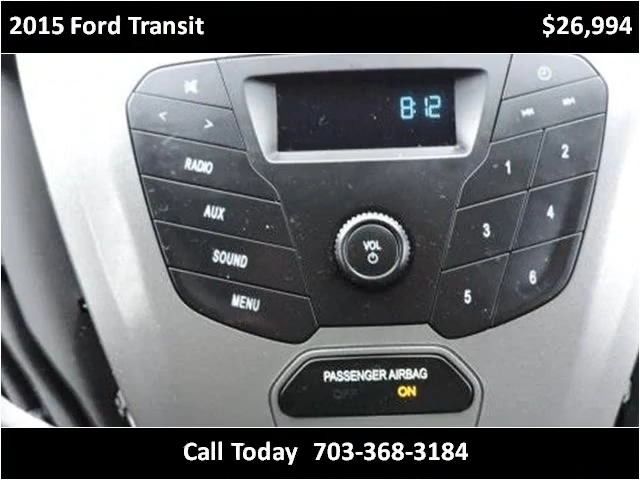 2015 Ford Transit $26,994
8:12
< >
RADIO
AUX
SOUND
MENU
VOL
1 2
3 4
5 6
PASSENGER AIRBAG
OFF ON
Call Today 703-368-3184